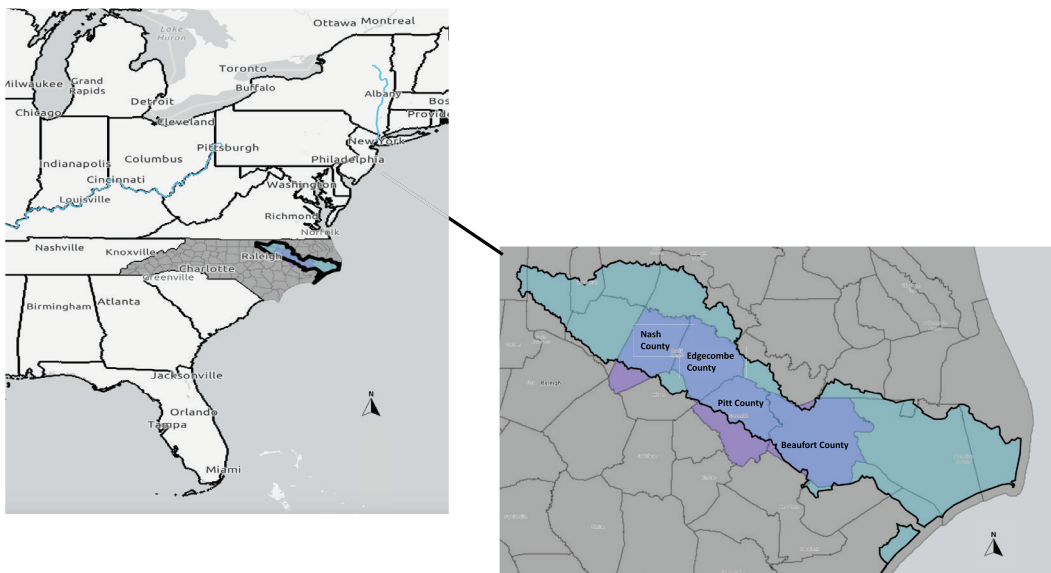 Ottawa Montreal
Lake
Huron
Toronto
Milwaukee
Grand
Rapids
Buffalo
Albany
Detroit
Bos
Chicago
Provide
Cleveland
New York
Pittsburgh
Columbus
Indianapolis
Philadelphia
Cincinnati
Washington
Louisville
Richmond
Norfolk
Nashville
Knoxville
Raleigh
Charlotte
Greenville
Birmingham
Atlanta
Jacksonville
Orlando
Tampa
Miami
N
Nash
County
Edgecombe
County
Raleigh
Pitt County
Beaufort County
N